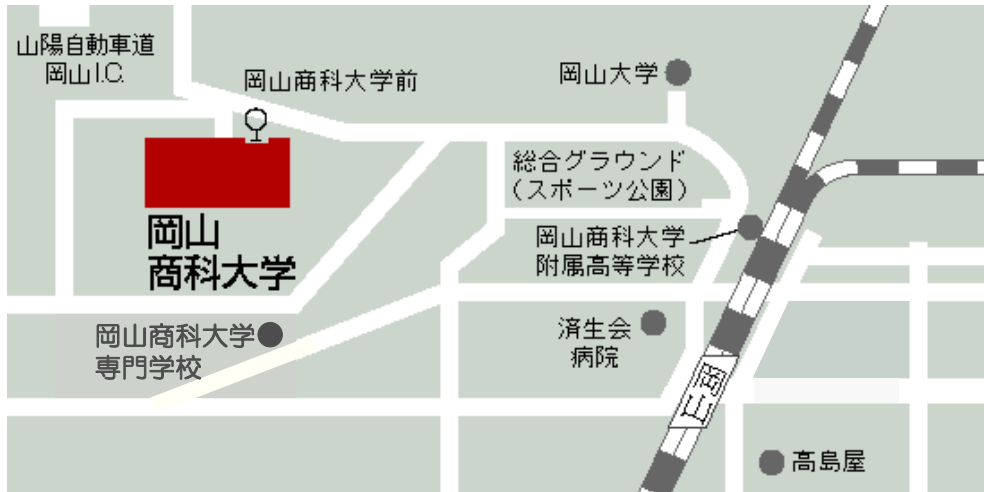 山陽自動車道
岡山I.C.
岡山商科大学前
岡山大学
総合グラウンド
(スポーツ公園)
岡山
商科大学
岡山商科大学
附属高等学校
岡山商科大学
専門学校
済生会
病院
岡山
高島屋